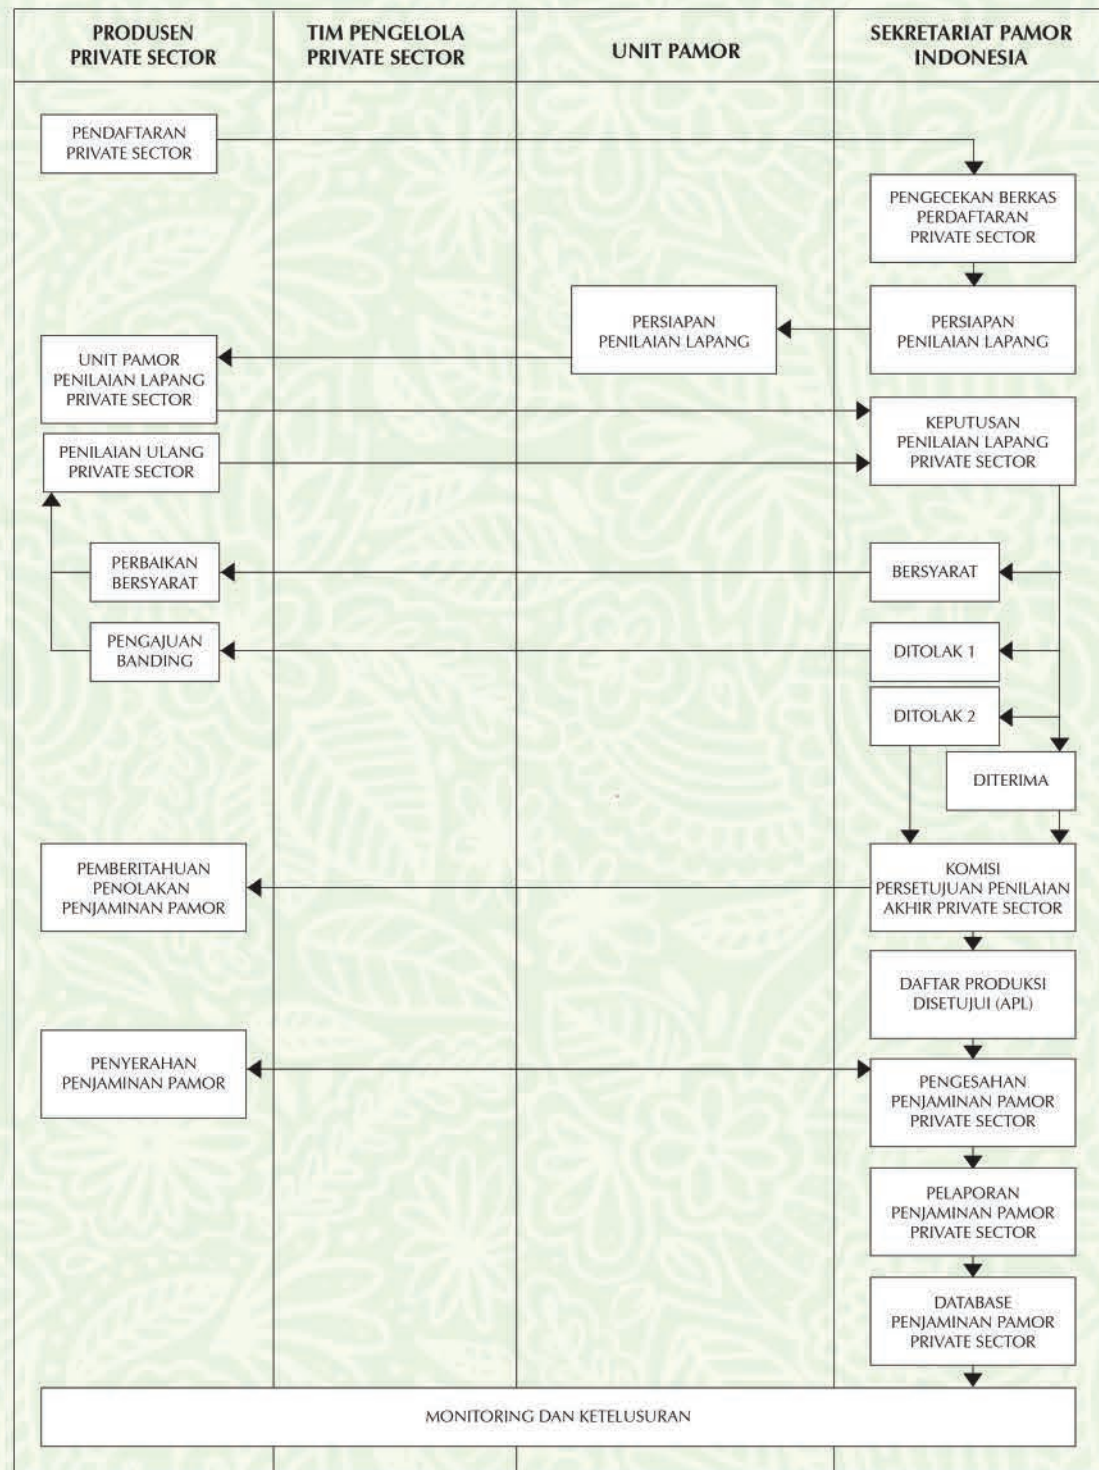 PRODUSEN
PRIVATE SECTOR
TIM PENGELOLA
PRIVATE SECTOR
UNIT PAMOR
SEKRETARIAT PAMOR
INDONESIA
PENDAFTARAN
PRIVATE SECTOR
PENGECEKAN BERKAS
PERDAFTARAN
PRIVATE SECTOR
PERSIAPAN
PENILAIAN LAPANG
PERSIAPAN
PENILAIAN LAPANG
UNIT PAMOR
PENILAIAN LAPANG
PRIVATE SECTOR
KEPUTUSAN
PENILAIAN LAPANG
PRIVATE SECTOR
PENILAIAN ULANG
PRIVATE SECTOR
PERBAIKAN
BERSYARAT
BERSYARAT
PENGAJUAN
BANDING
DITOLAK 1
DITOLAK 2
DITERIMA
PEMBERITAHUAN
PENOLAKAN
PENJAMINAN PAMOR
KOMISI
PERSETUJUAN PENILAIAN
AKHIR PRIVATE SECTOR
DAFTAR PRODUKSI
DISETUJUI (APL)
PENYERAHAN
PENJAMINAN PAMOR
PENGESAHAN
PENJAMINAN PAMOR
PRIVATE SECTOR
PELAPORAN
PENJAMINAN PAMOR
PRIVATE SECTOR
DATABASE
PENJAMINAN PAMOR
PRIVATE SECTOR
MONITORING DAN KETELUSURAN